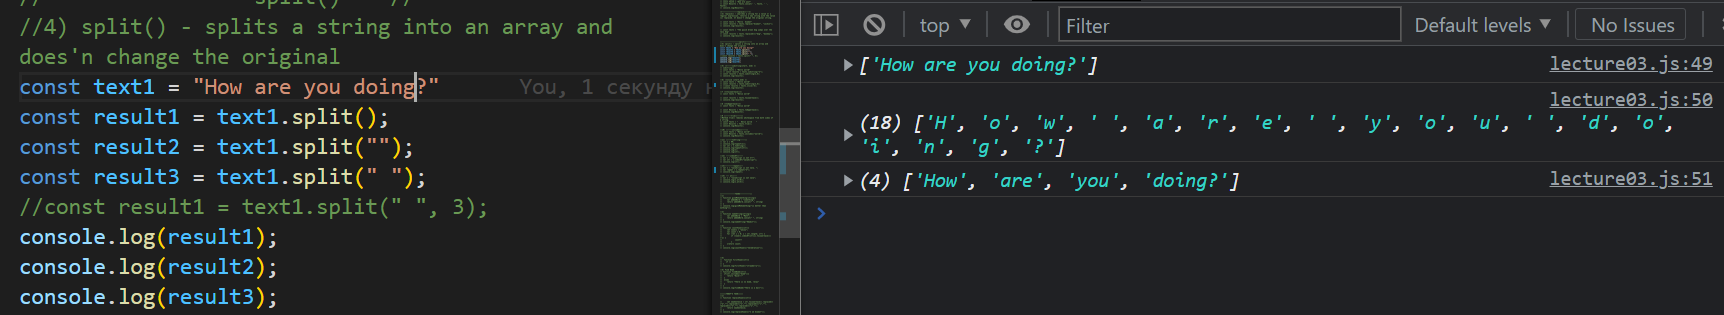 // split() //
//4) split() - splits a string into an array and
does'n change the original
const text1 = "How are you doing?" You, 1 секунду н
const result1 = text1.split();
const result2 = text1.split("");
const result3 = text1.split(" ");
//const result1 = text1.split(" ", 3);
console.log(result1);
console.log(result2);
console.log(result3);
top ▼ Filter Default levels ▼ No Issues
▶ ['How are you doing?'] lecture03.js:49
lecture03.js:50
▶ (18) ['H', 'o', 'w', ' ', 'a', 'r', 'e', ' ', 'y', 'o', 'u', ' ', 'd', 'o',
'i', 'n', 'g', '?']
▶ (4) ['How', 'are', 'you', 'doing?'] lecture03.js:51
>